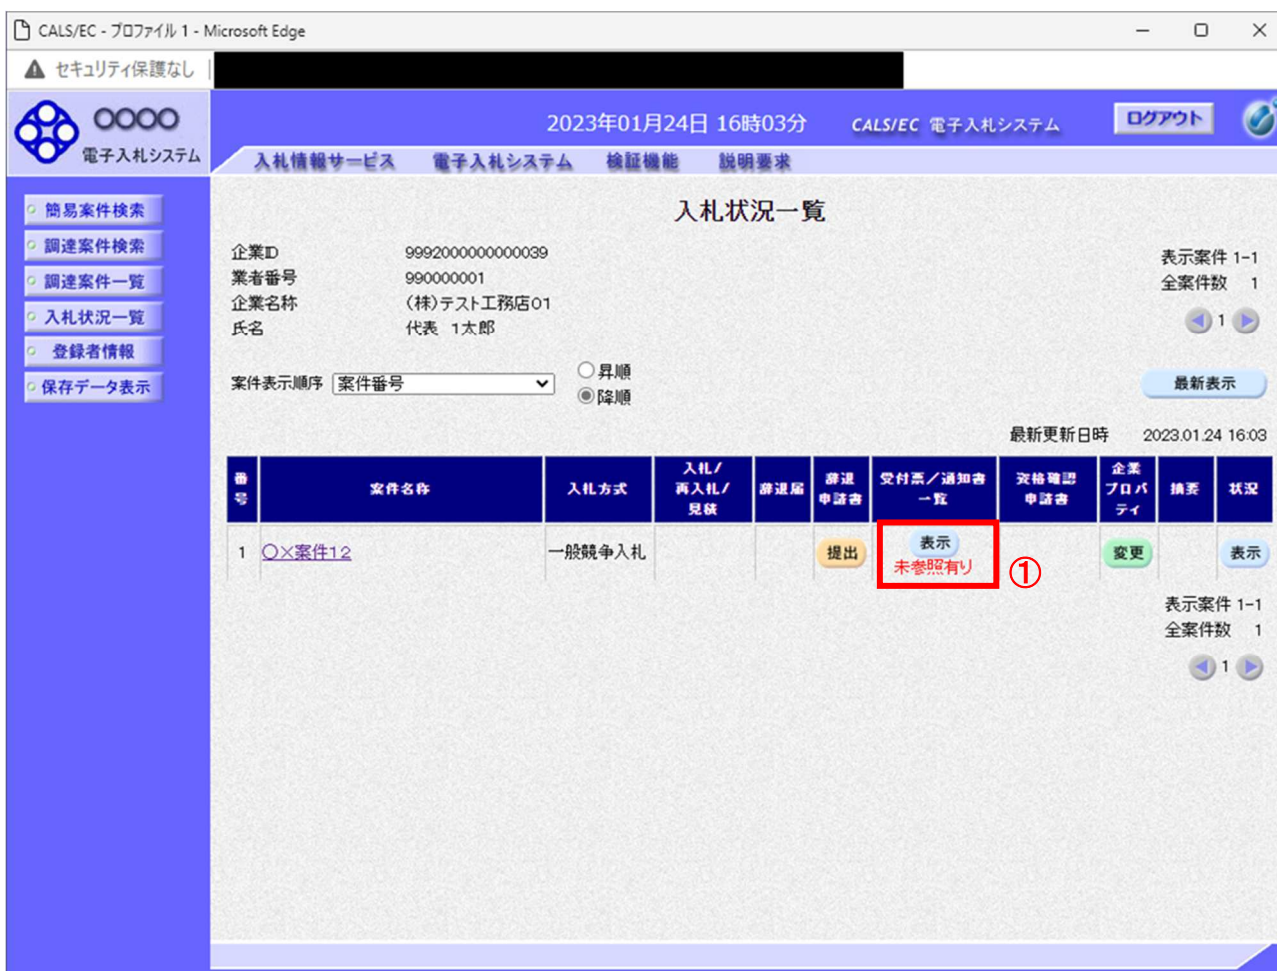 CALS/EC - プロファイル 1 - Microsoft Edge
セキュリティ保護なし
〇〇〇〇
電子入札システム
2023年01月24日 16時03分
CALS/EC 電子入札システム
ログアウト
入札情報サービス 電子入札システム 検証機能 説明要求
簡易案件検索
調達案件検索
調達案件一覧
入札状況一覧
登録者情報
保存データ表示
入札状況一覧
企業ID 9992000000000039
業者番号 990000001
企業名称 (株)テスト工務店01
氏名 代表 1太郎
表示案件 1-1
全案件数 1
1
案件表示順序 案件番号
昇順
降順
最新表示
最新更新日時 2023.01.24 16:03
番号 案件名称 入札方式 入札/再入札/見積 辞退届 辞退申請書 受付票/通知書一覧 資格確認申請書 企業プロパティ 摘要 状況
1 〇×案件12 一般競争入札 提出 表示 変更 表示
未参照有り
①
表示案件 1-1
全案件数 1
1